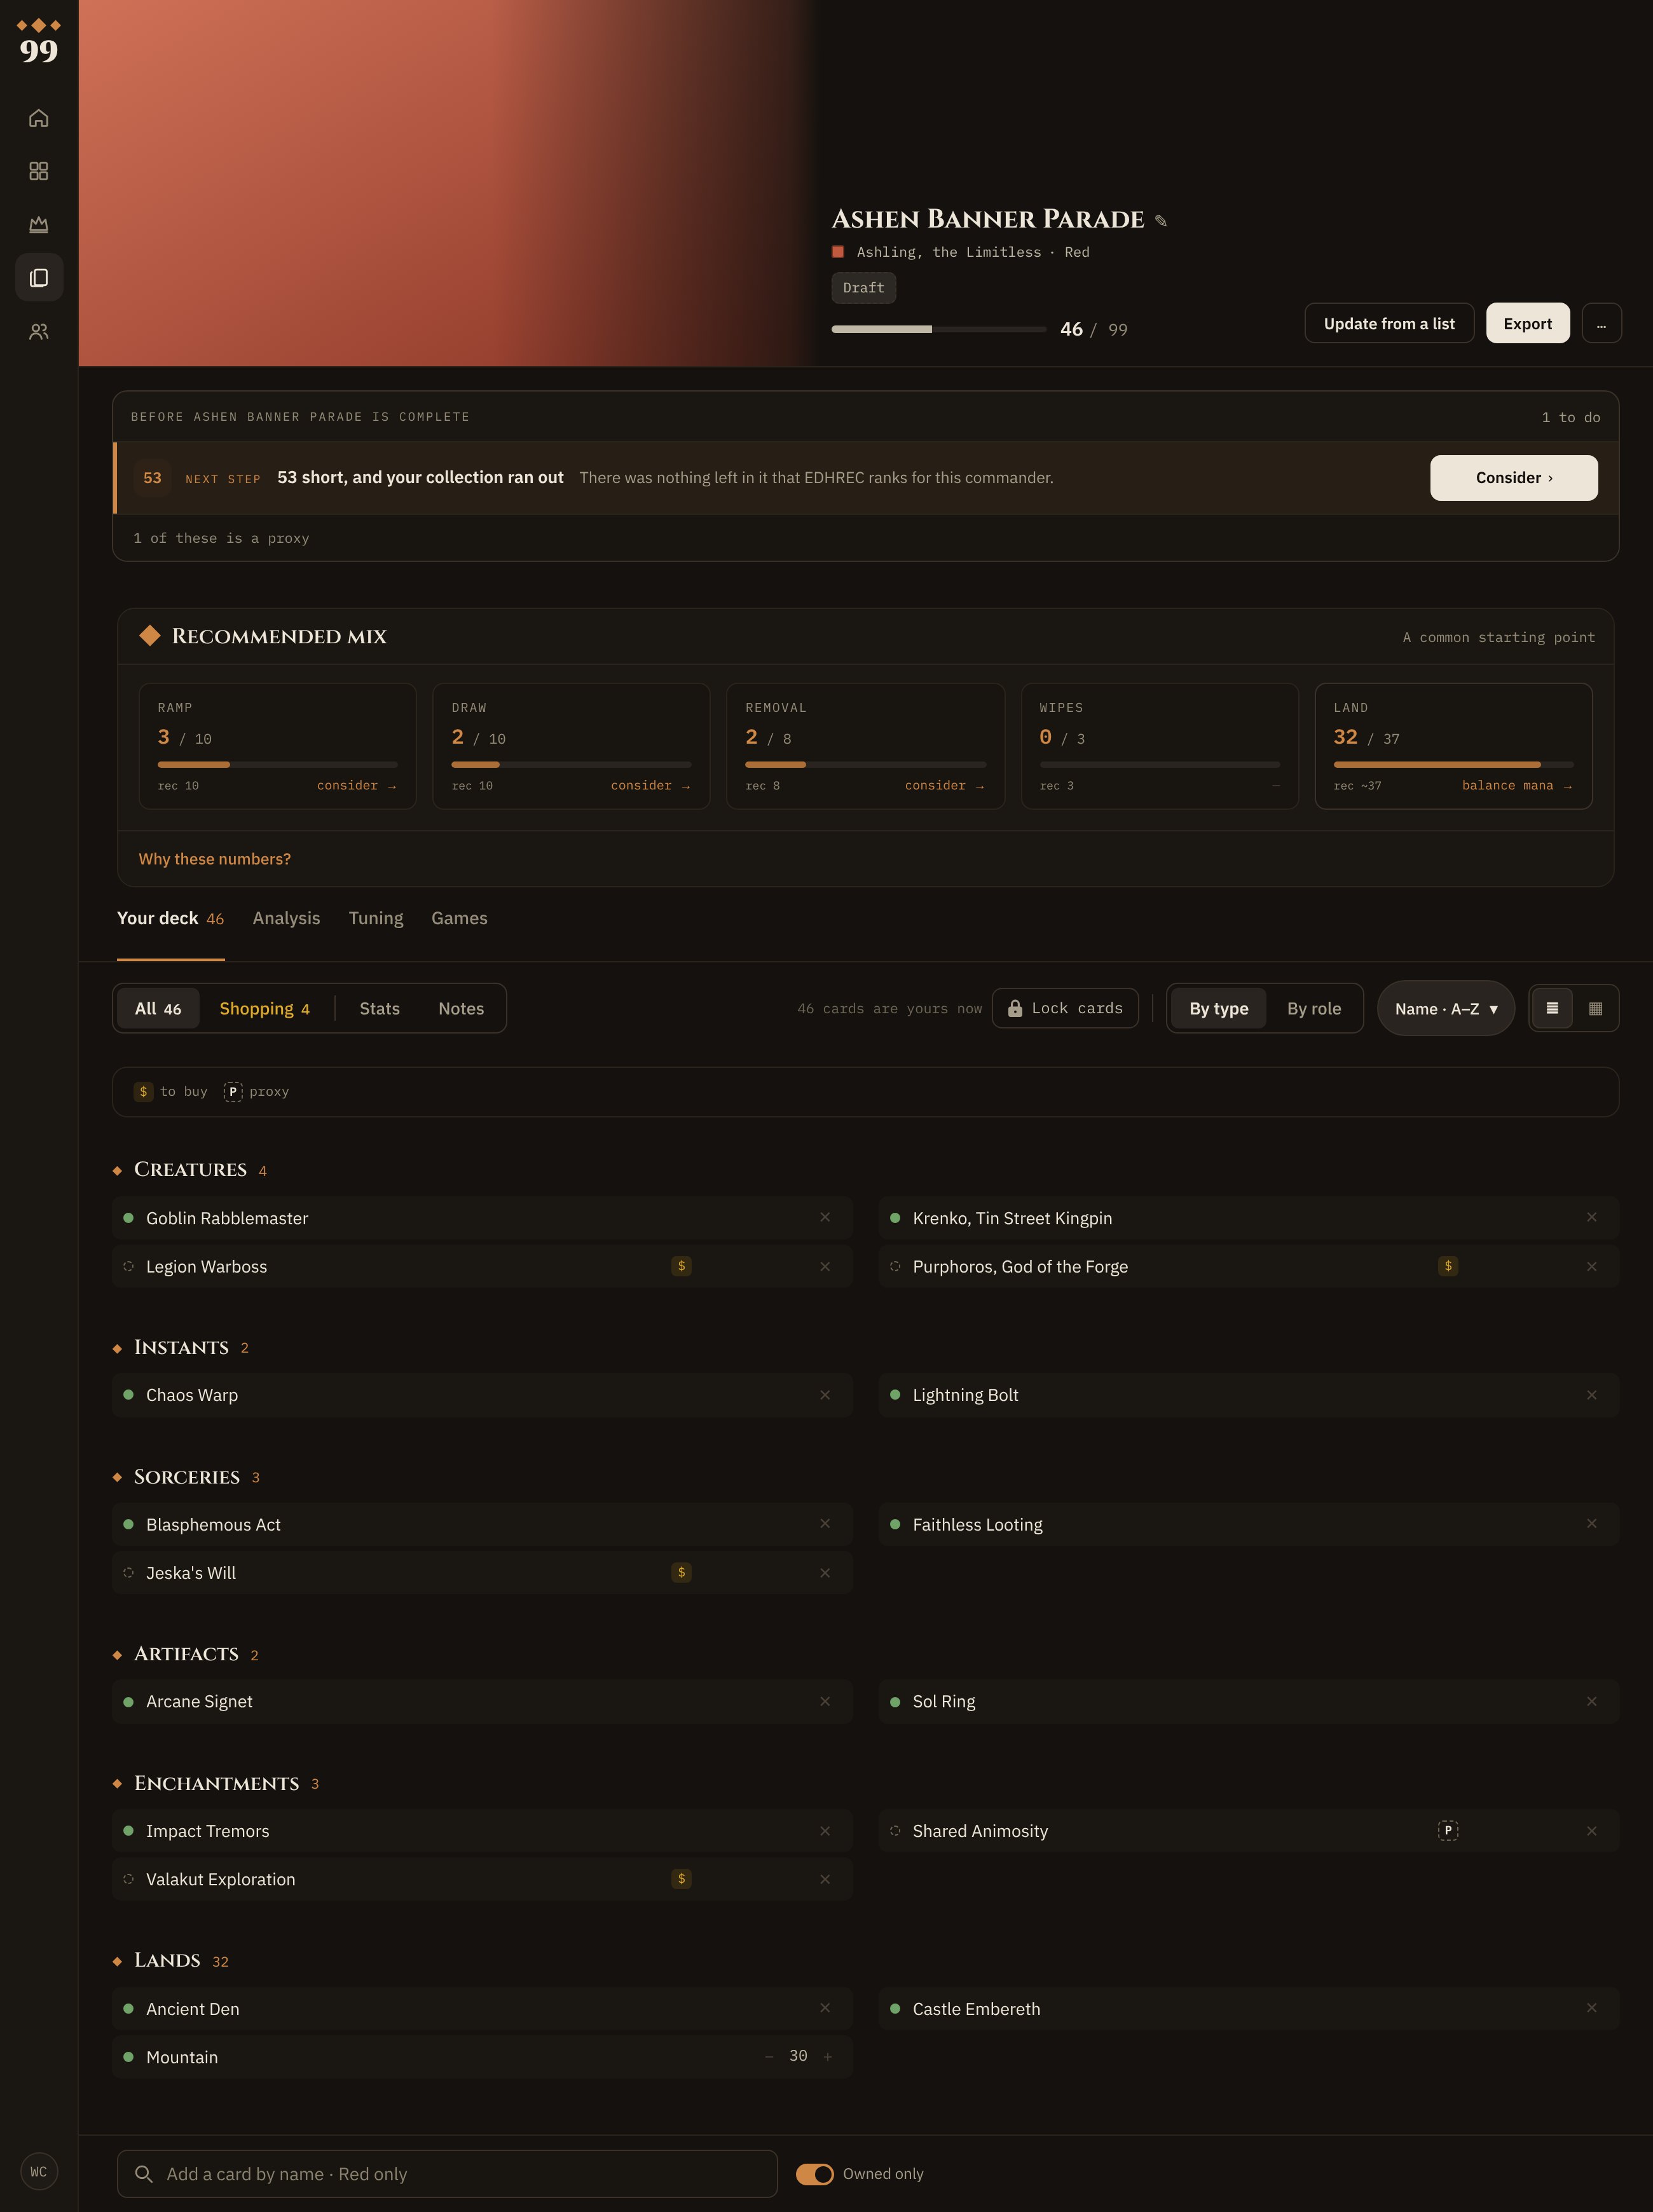 99
Ashen Banner Parade ✎
Ashling, the Limitless · Red
Draft
46 / 99
Update from a list
Export
…
BEFORE ASHEN BANNER PARADE IS COMPLETE
1 to do
53 NEXT STEP 53 short, and your collection ran out There was nothing left in it that EDHREC ranks for this commander.
Consider ›
1 of these is a proxy
Recommended mix
A common starting point
RAMP
3 / 10
rec 10 consider →
DRAW
2 / 10
rec 10 consider →
REMOVAL
2 / 8
rec 8 consider →
WIPES
0 / 3
rec 3 —
LAND
32 / 37
rec ~37 balance mana →
Why these numbers?
Your deck 46 Analysis Tuning Games
All 46 Shopping 4 Stats Notes
46 cards are yours now
Lock cards
By type By role
Name · A–Z ▾
$ to buy P proxy
Creatures 4
Goblin Rabblemaster ×
Krenko, Tin Street Kingpin ×
Legion Warboss $ ×
Purphoros, God of the Forge $ ×
Instants 2
Chaos Warp ×
Lightning Bolt ×
Sorceries 3
Blasphemous Act ×
Faithless Looting ×
Jeska's Will $ ×
Artifacts 2
Arcane Signet ×
Sol Ring ×
Enchantments 3
Impact Tremors ×
Shared Animosity P ×
Valakut Exploration $ ×
Lands 32
Ancient Den ×
Castle Embereth ×
Mountain − 30 +
WC
Add a card by name · Red only
Owned only